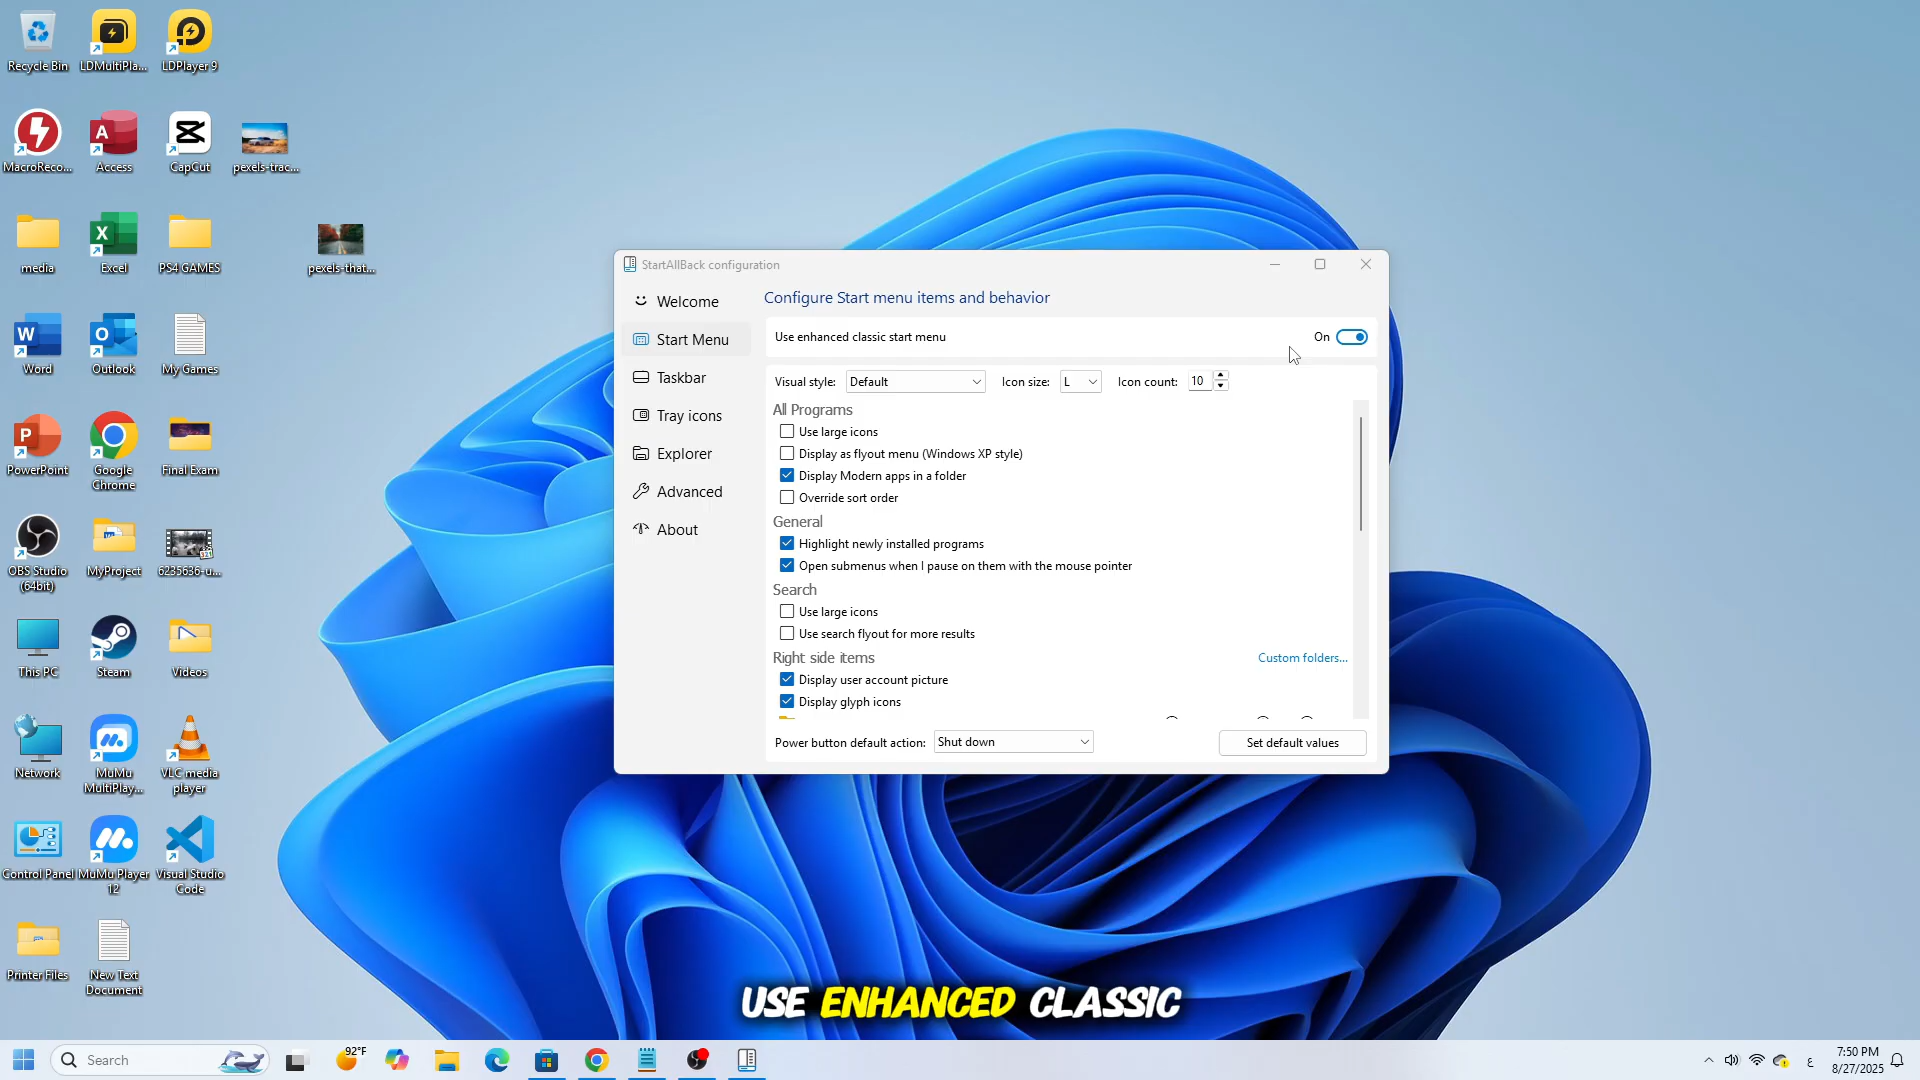 Recycle Bin
LDMultiPla...
LDPlayer 9
MacroReco...
Access
CapCut
pexels-trac...
media
Excel
PS4 GAMES
pexels-that...
Word
Outlook
My Games
PowerPoint
Google
Chrome
Final Exam
OBS Studio
(64bit)
MyProject
6235636-u...
This PC
Steam
Videos
Network
MuMu
MultiPlay...
VLC media
player
Control Panel
MuMu Player
12
Visual Studio
Code
Printer Files
New Text
Document
StartAllBack configuration
Welcome
Start Menu
Taskbar
Tray icons
Explorer
Advanced
About
Configure Start menu items and behavior
Use enhanced classic start menu
On
Visual style: Default
Icon size: L
Icon count: 10
All Programs
Use large icons
Display as flyout menu (Windows XP style)
Display Modern apps in a folder
Override sort order
General
Highlight newly installed programs
Open submenus when I pause on them with the mouse pointer
Search
Use large icons
Use search flyout for more results
Right side items
Custom folders...
Display user account picture
Display glyph icons
Power button default action: Shut down
Set default values
USE ENHANCED CLASSIC
Search
92°F
ع
7:50 PM
8/27/2025